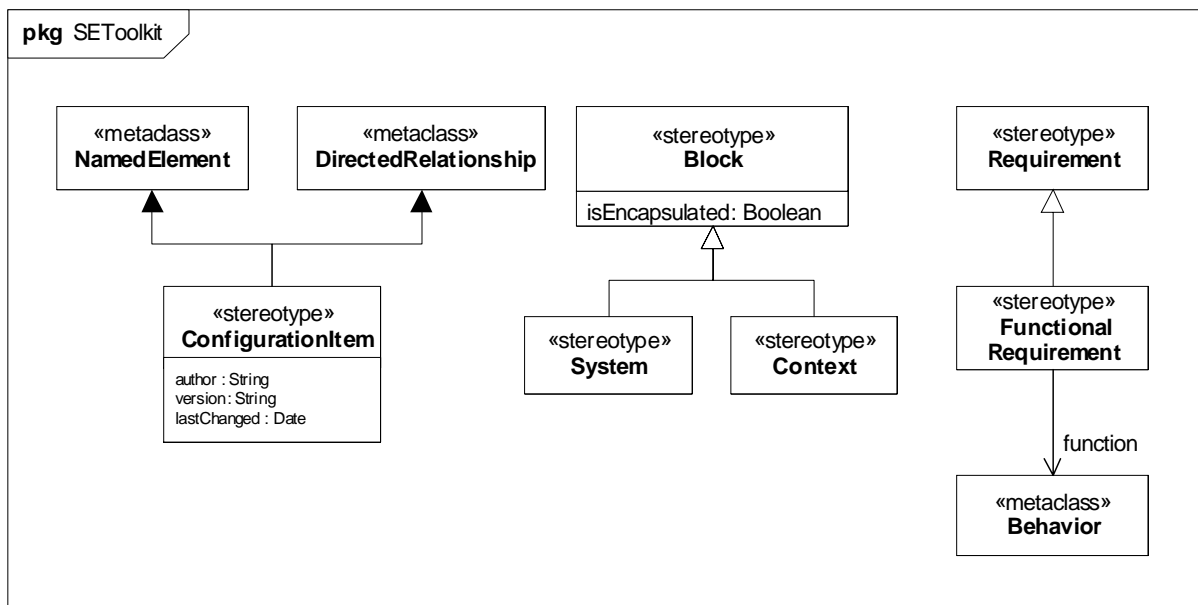 pkg SEToolkit
«metaclass»
NamedElement
«metaclass»
DirectedRelationship
«stereotype»
Block
isEncapsulated: Boolean
«stereotype»
Requirement
«stereotype»
ConfigurationItem
author : String
version: String
lastChanged : Date
«stereotype»
System
«stereotype»
Context
«stereotype»
Functional
Requirement
function
«metaclass»
Behavior